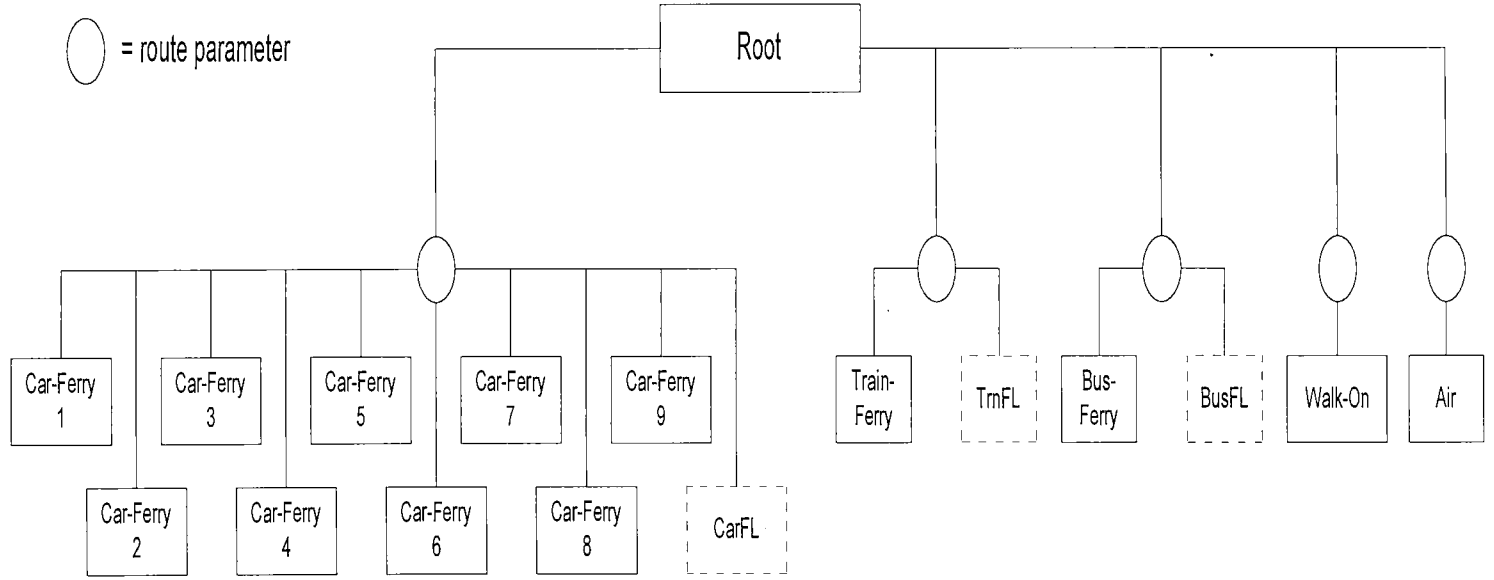 = route parameter
Root
Car-Ferry
1
Car-Ferry
3
Car-Ferry
5
Car-Ferry
7
Car-Ferry
9
Train-
Ferry
TrnFL
Bus-
Ferry
BusFL
Walk-On
Air
Car-Ferry
2
Car-Ferry
4
Car-Ferry
6
Car-Ferry
8
CarFL